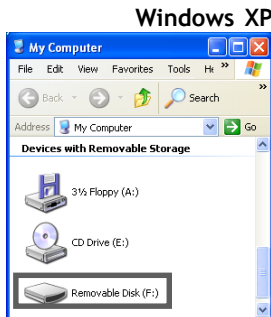 Windows XP
My Computer
File Edit View Favorites Tools He »
Back Search »
Address My Computer Go
Devices with Removable Storage
3½ Floppy (A:)
CD Drive (E:)
Removable Disk (F:)